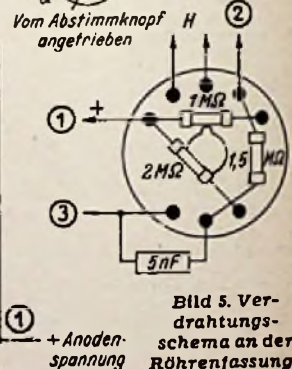 Vom Abstimmknopf
angetrieben
H
②
1MΩ
① +
2MΩ
1,5 MΩ
③
5nF
①
+ Anoden-
spannung
Bild 5. Ver-
drahtungs-
schema an der
Röhrenfassung